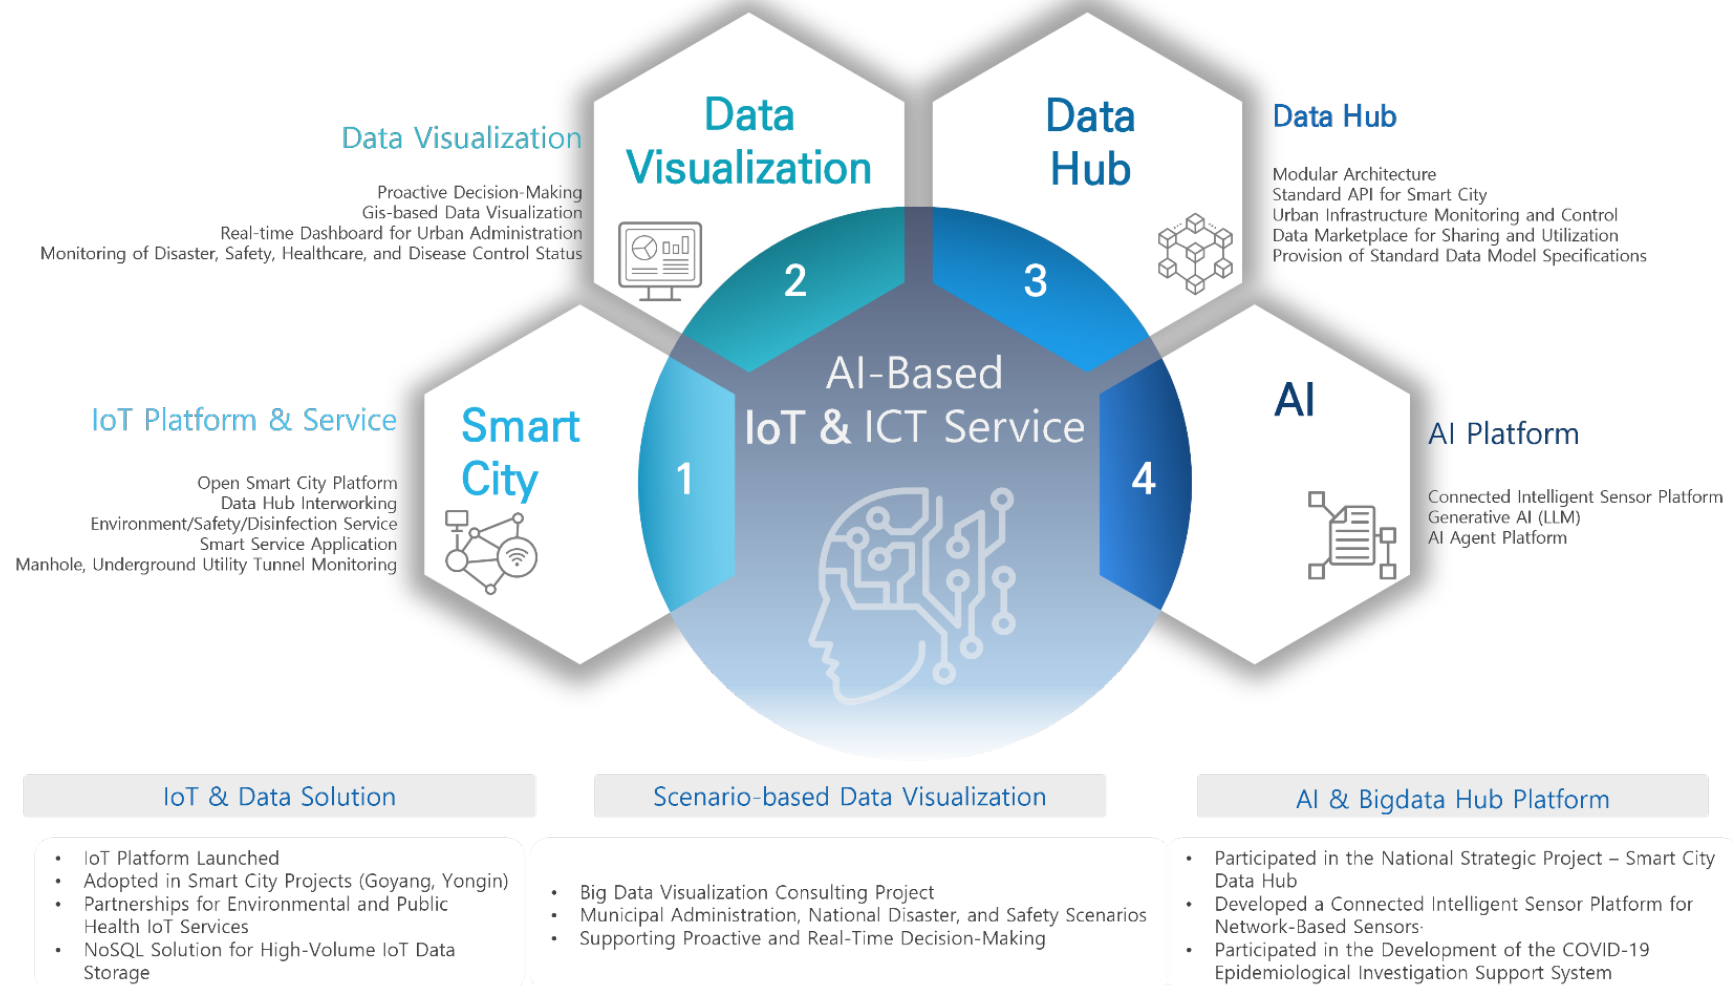 Data Visualization
Proactive Decision-Making
Gis-based Data Visualization
Real-time Dashboard for Urban Administration
Monitoring of Disaster, Safety, Healthcare, and Disease Control Status
Data
Visualization
2
Data
Hub
3
Data Hub
Modular Architecture
Standard API for Smart City
Urban Infrastructure Monitoring and Control
Data Marketplace for Sharing and Utilization
Provision of Standard Data Model Specifications
IoT Platform & Service
Open Smart City Platform
Data Hub Interworking
Environment/Safety/Disinfection Service
Smart Service Application
Manhole, Underground Utility Tunnel Monitoring
Smart
City
1
AI-Based
IoT & ICT Service
4
AI
AI Platform
Connected Intelligent Sensor Platform
Generative AI (LLM)
AI Agent Platform
IoT & Data Solution
• IoT Platform Launched
• Adopted in Smart City Projects (Goyang, Yongin)
• Partnerships for Environmental and Public
Health IoT Services
• NoSQL Solution for High-Volume IoT Data
Storage
Scenario-based Data Visualization
• Big Data Visualization Consulting Project
• Municipal Administration, National Disaster, and Safety Scenarios
• Supporting Proactive and Real-Time Decision-Making
AI & Bigdata Hub Platform
• Participated in the National Strategic Project – Smart City
Data Hub
• Developed a Connected Intelligent Sensor Platform for
Network-Based Sensors·
• Participated in the Development of the COVID-19
Epidemiological Investigation Support System